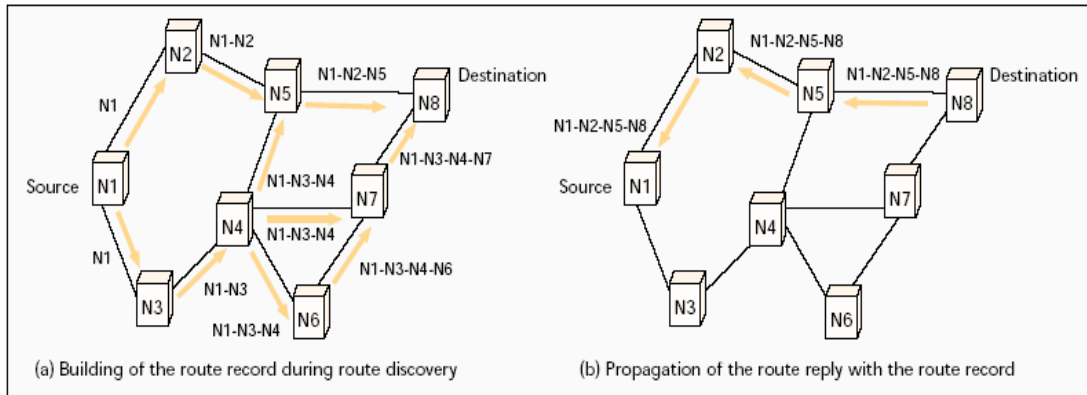 N2
N1-N2
N1
N5
N1-N2-N5
N8
Destination
Source
N1
N1-N3-N4-N7
N1-N3-N4
N7
N4
N1-N3-N4
N1
N3
N1-N3
N1-N3-N4
N6
N1-N3-N4-N6
(a) Building of the route record during route discovery
N2
N1-N2-N5-N8
N5
N1-N2-N5-N8
N8
Destination
N1-N2-N5-N8
Source
N1
N7
N4
N3
N6
(b) Propagation of the route reply with the route record